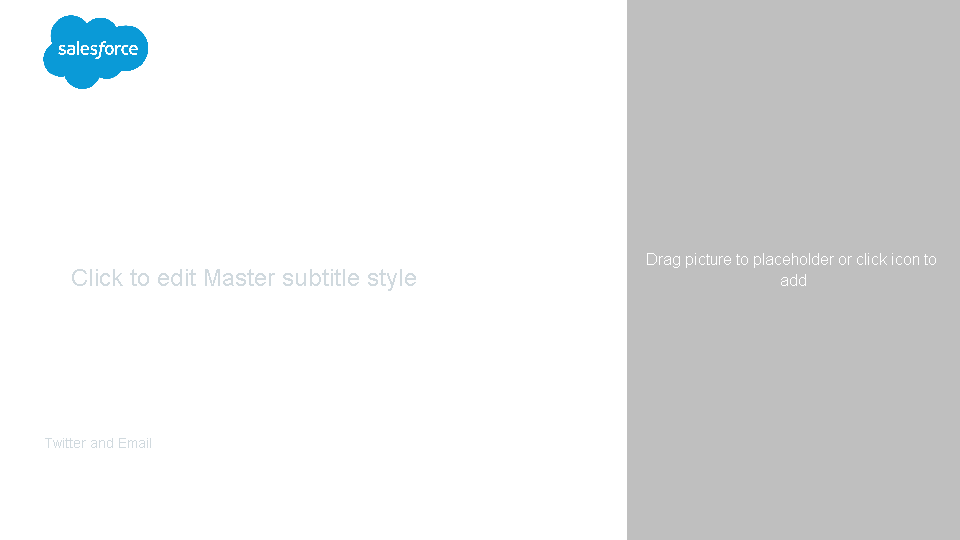 salesforce
Click to edit Master subtitle style
Drag picture to placeholder or click icon to
add
Twitter and Email